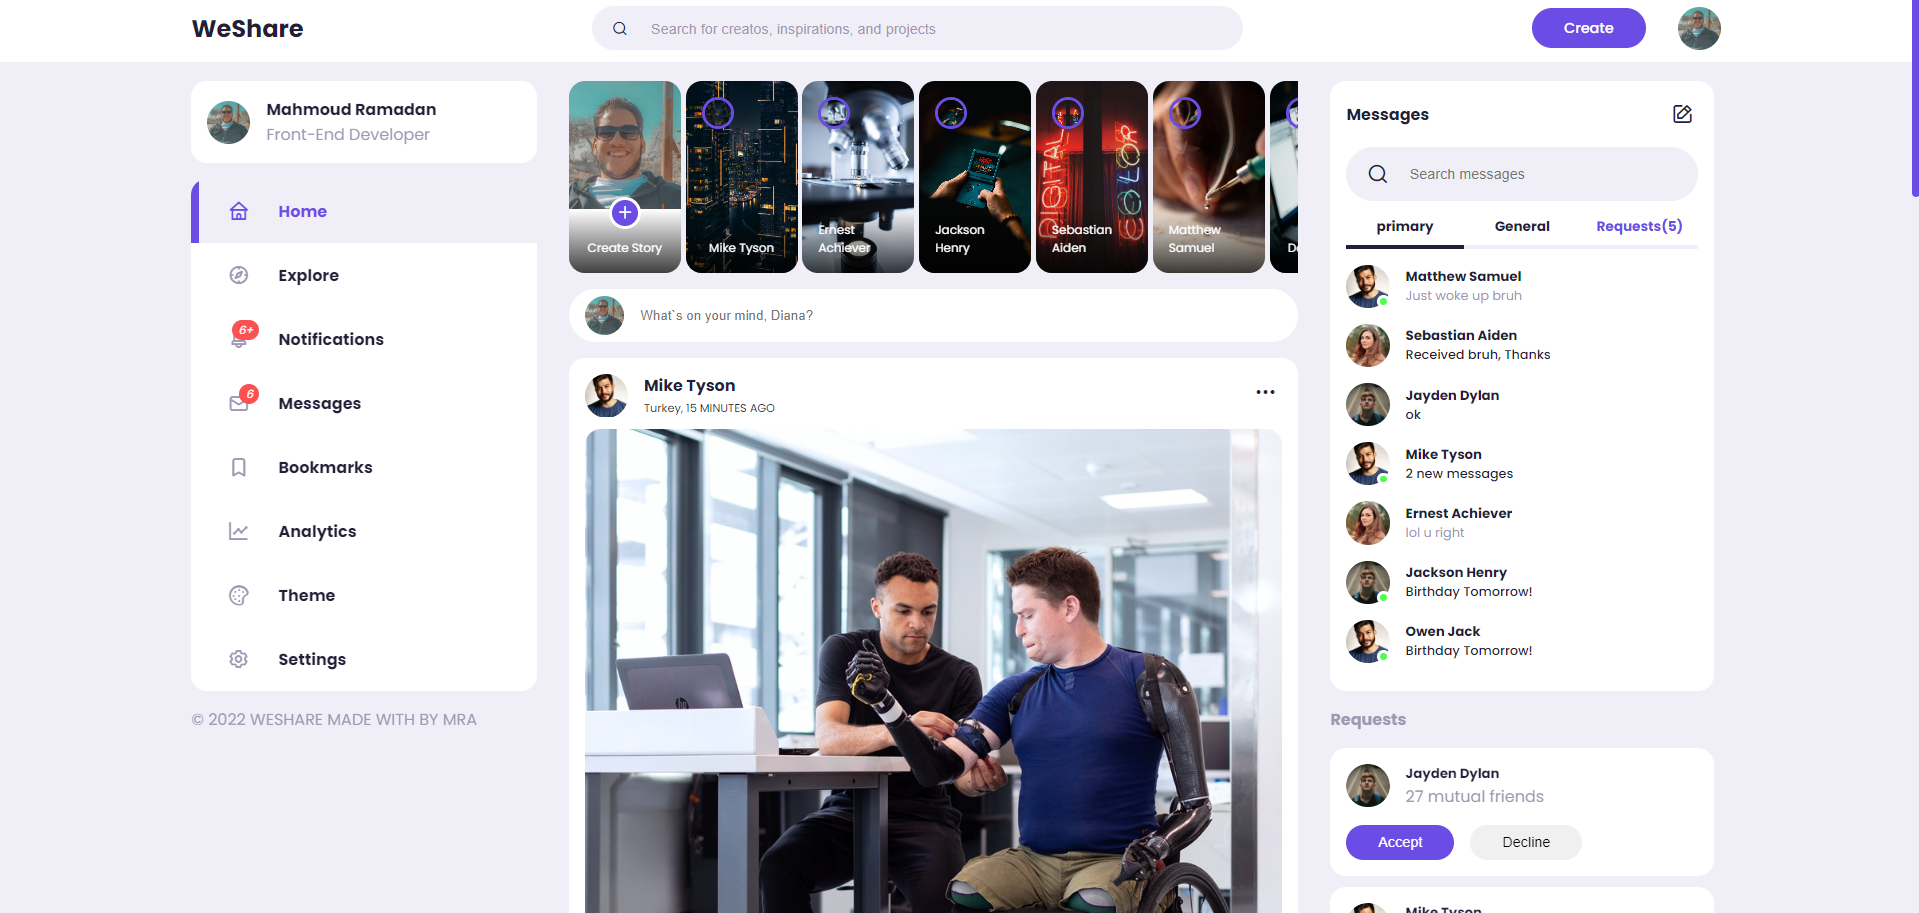 WeShare
Search for creatos, inspirations, and projects
Create
Mahmoud Ramadan
Front-End Developer
Home
Explore
6+
Notifications
6
Messages
Bookmarks
Analytics
Theme
Settings
© 2022 WESHARE MADE WITH BY MRA
Create Story
Mike Tyson
Ernest
Achiever
Jackson
Henry
DIGITAL
COLOR
Sebastian
Aiden
Matthew
Samuel
What`s on your mind, Diana?
Mike Tyson
Turkey, 15 MINUTES AGO
Messages
Search messages
primary
General
Requests(5)
Matthew Samuel
Just woke up bruh
Sebastian Aiden
Received bruh, Thanks
Jayden Dylan
ok
Mike Tyson
2 new messages
Ernest Achiever
lol u right
Jackson Henry
Birthday Tomorrow!
Owen Jack
Birthday Tomorrow!
Requests
Jayden Dylan
27 mutual friends
Accept
Decline
Mike Tyson